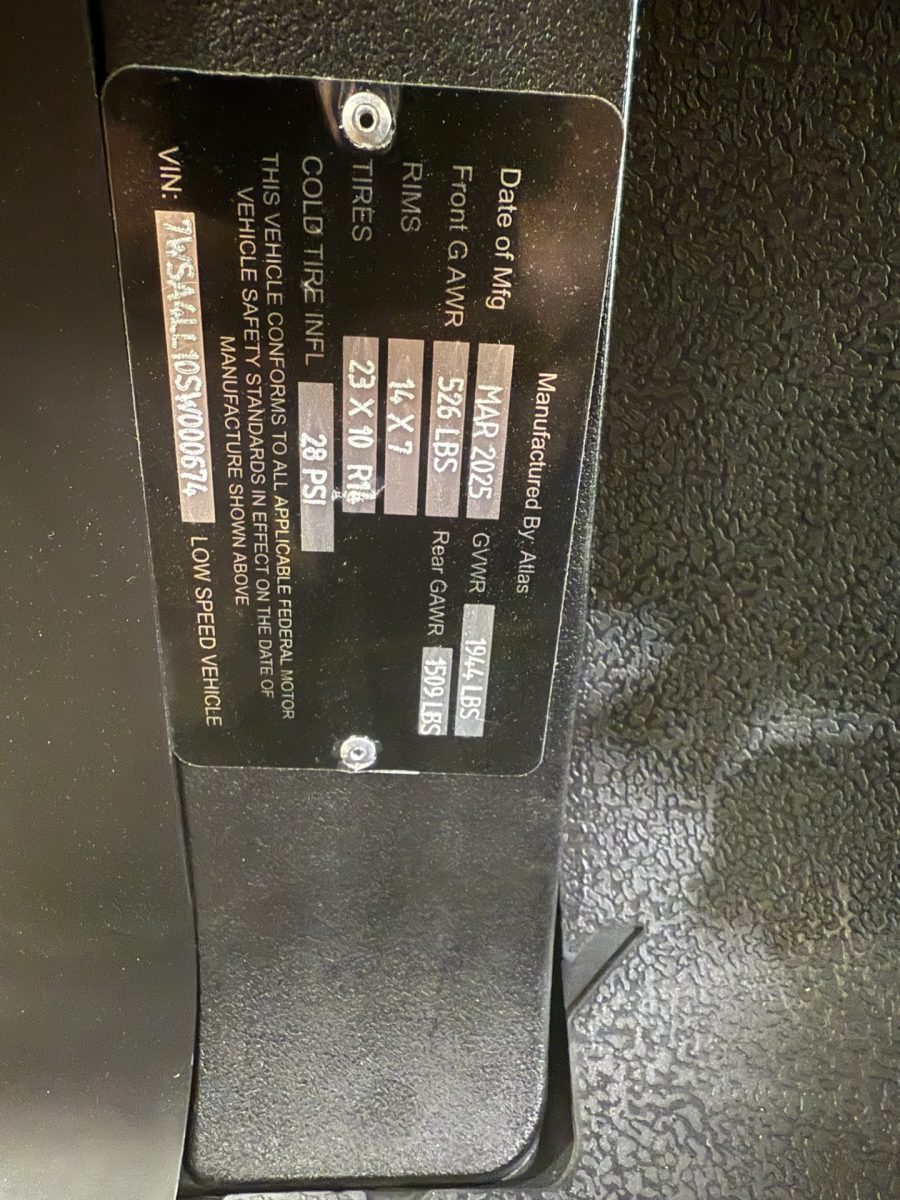 Manufactured By: Atlas
Date of Mfg MAR 2025 GVWR 1944 LBS
Front G AWR 526 LBS Rear GAWR 1509 LBS
RIMS 14 X 7
TIRES 23 X 10 R14
COLD TIRE INFL 28 PSI
THIS VEHICLE CONFORMS TO ALL APPLICABLE FEDERAL MOTOR
VEHICLE SAFETY STANDARDS IN EFFECT ON THE DATE OF
MANUFACTURE SHOWN ABOVE
VIN: 7WSA4LL10SW000674 LOW SPEED VEHICLE